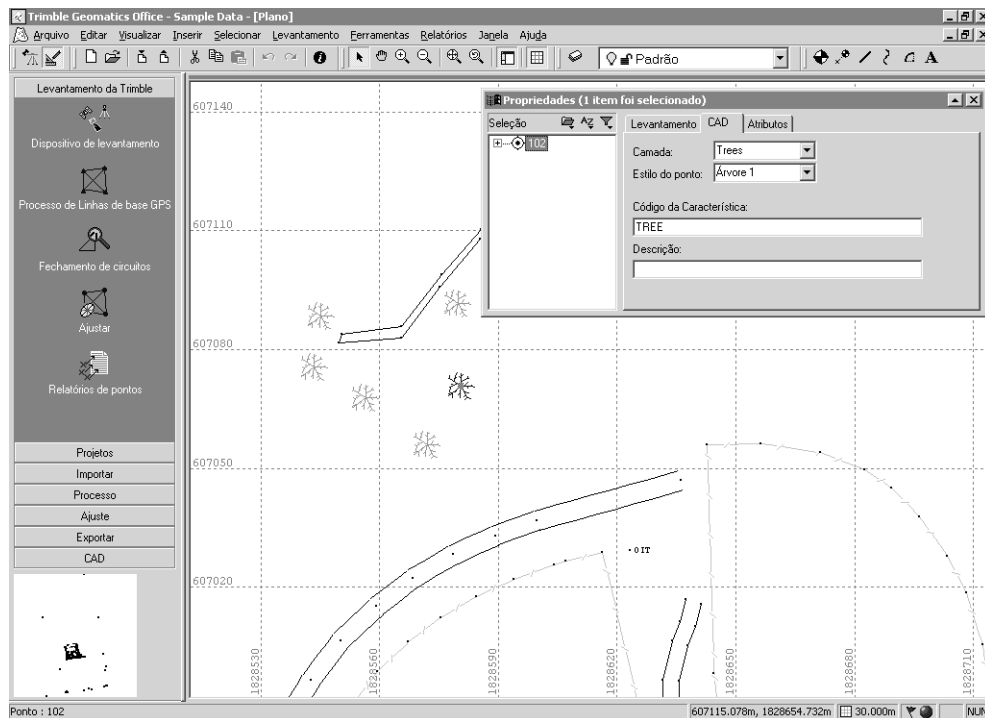 Trimble Geomatics Office - Sample Data - [Plano]
Arquivo Editar Visualizar Inserir Selecionar Levantamento Ferramentas Relatórios Janela Ajuda
Padrão
A
Levantamento da Trimble
Dispositivo de levantamento
Processo de Linhas de base GPS
Fechamento de circuitos
Ajustar
Relatórios de pontos
Projetos
Importar
Processo
Ajuste
Exportar
CAD
607140
607110
607080
607050
607020
Propriedades (1 item foi selecionado)
Seleção
102
Levantamento CAD Atributos
Camada: Trees
Estilo do ponto: Árvore 1
Código da Característica:
TREE
Descrição:
0IT
1828530
1828560
1828590
1828620
1828650
1828680
1828710
Ponto : 102
607115.078m, 1828654.732m 30.000m NUM